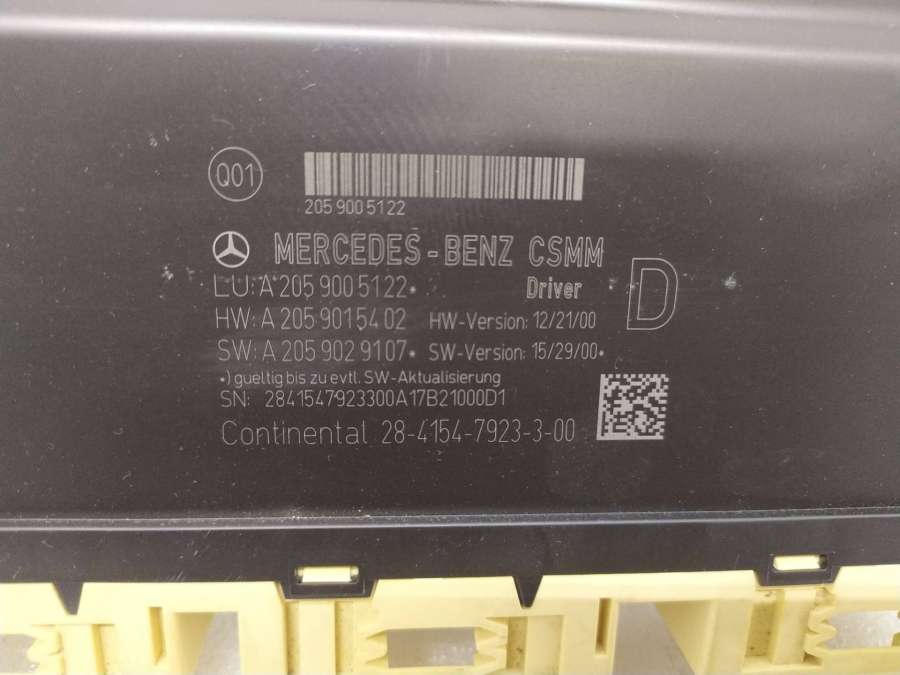 Q01
205 900 5122
MERCEDES-BENZ CSMM
LU: A 205 900 5122• Driver
D
HW: A 205 901 54 02 HW-Version: 12/21/00
SW: A 205 902 9107• SW-Version: 15/29/00•
•) gueltig bis zu evtl. SW-Aktualisierung
SN: 2841547923300A17B21000D1
Continental 28-4154-7923-3-00